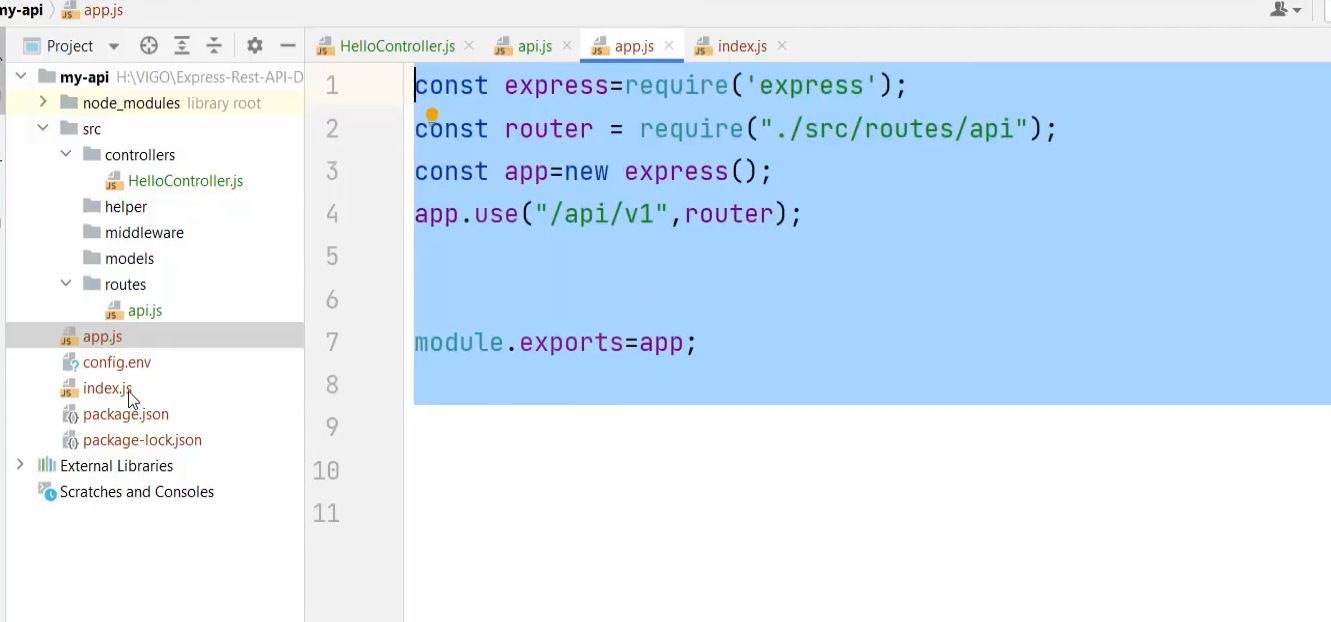 my-api app.js
Project
HelloController.js
api.js
app.js
index.js
my-api H:\VIGO\Express-Rest-API-D
node_modules library root
src
controllers
HelloController.js
helper
middleware
models
routes
api.js
app.js
config.env
index.js
package.json
package-lock.json
External Libraries
Scratches and Consoles
1 const express=require('express');
2 const router = require("./src/routes/api");
3 const app=new express();
4 app.use("/api/v1",router);
5
6
7 module.exports=app;
8
9
10
11